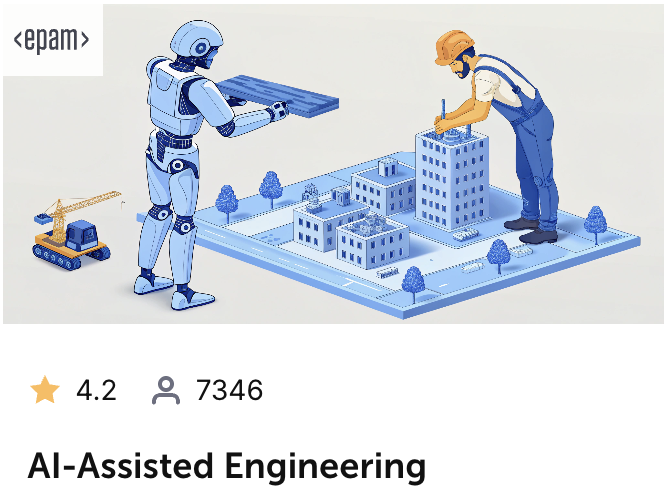 <epam>
4.2 7346
AI-Assisted Engineering